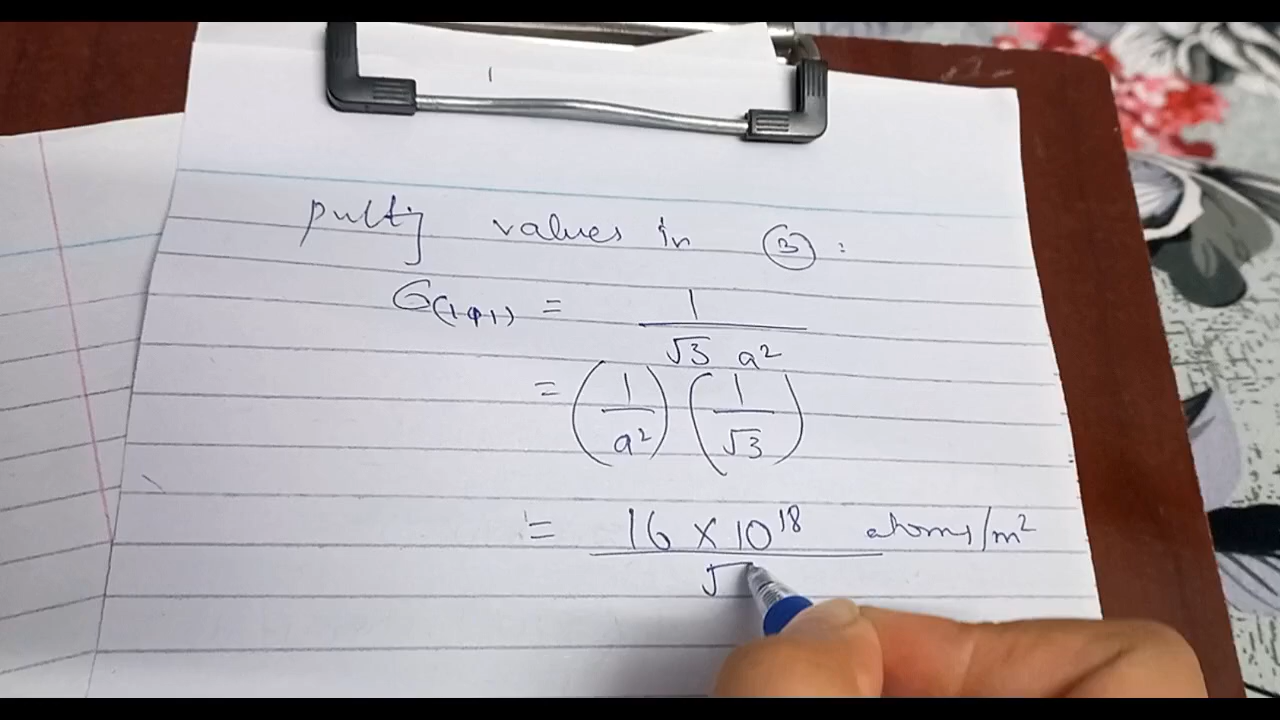 putting values in ③ :
σ(1 1 1) = 1 / √3 a²
= (1/a²) (1/√3)
= 16 × 10¹⁸ / √ atoms/m²